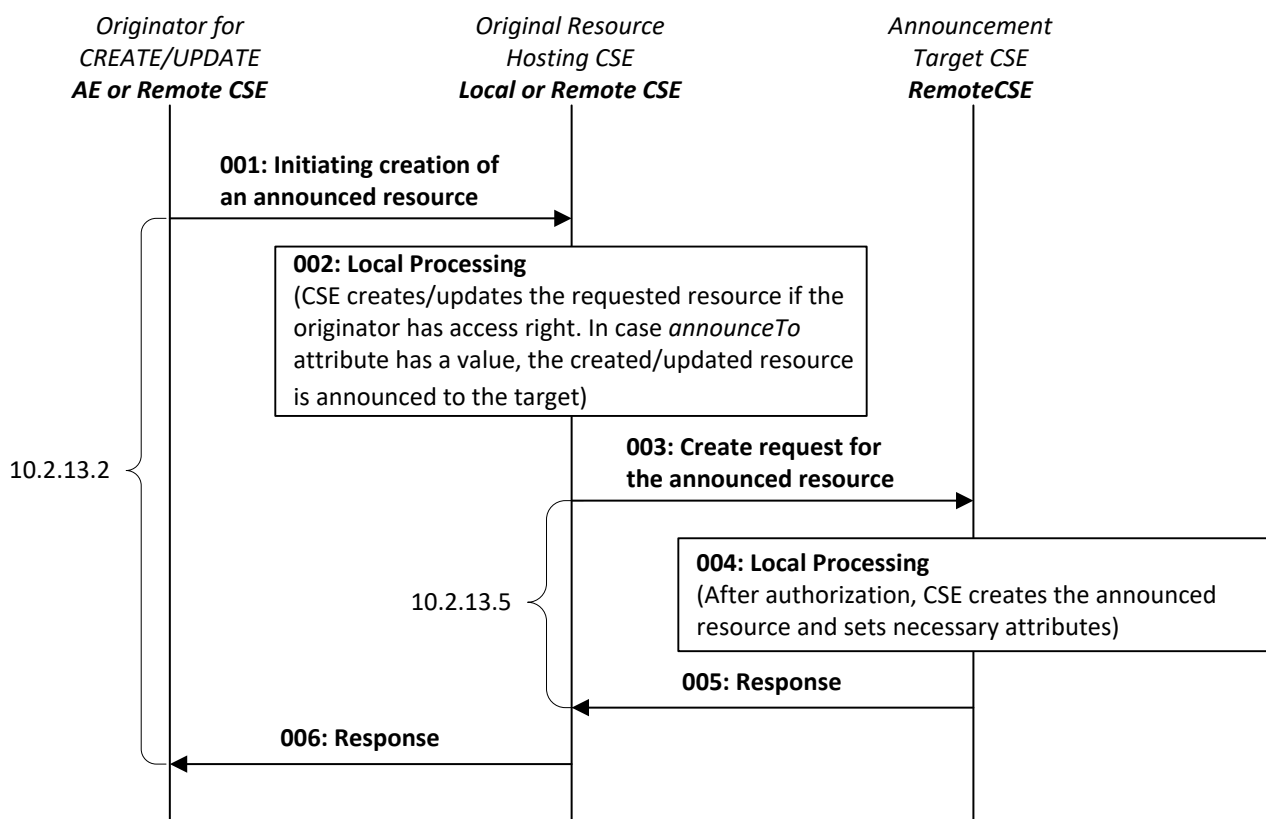 Originator for
CREATE/UPDATE
AE or Remote CSE
Original Resource
Hosting CSE
Local or Remote CSE
Announcement
Target CSE
RemoteCSE
001: Initiating creation of
an announced resource
002: Local Processing
(CSE creates/updates the requested resource if the
originator has access right. In case announceTo
attribute has a value, the created/updated resource
is announced to the target)
10.2.13.2
003: Create request for
the announced resource
004: Local Processing
(After authorization, CSE creates the announced
resource and sets necessary attributes)
10.2.13.5
005: Response
006: Response